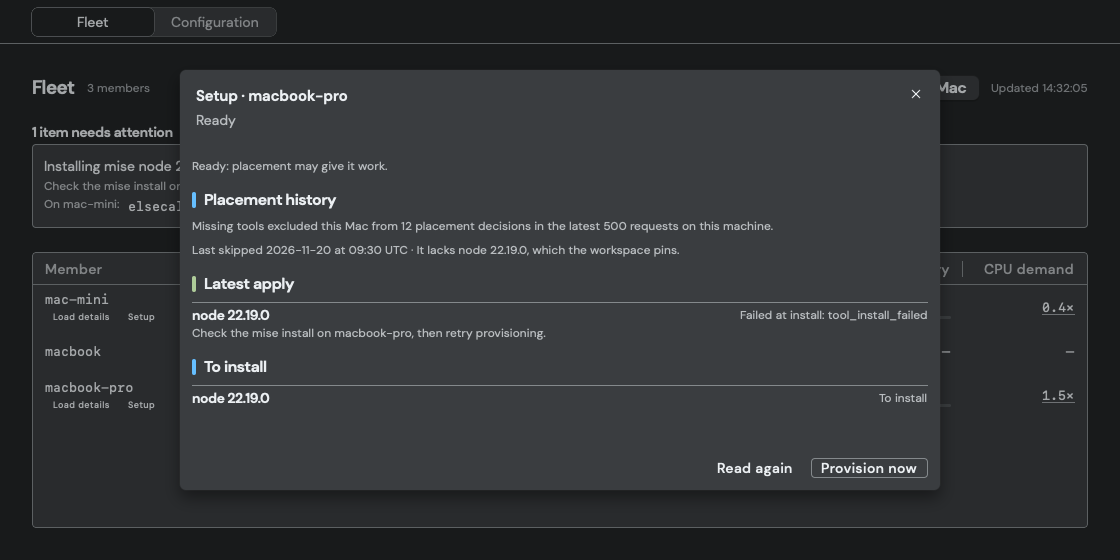 Fleet Configuration
Fleet 3 members Mac Updated 14:32:05
1 item needs attention
Installing mise node 2
Check the mise install or
On mac-mini: elsecal
Member y CPU demand
mac-mini
Load details Setup 0.4×
macbook — —
macbook-pro
Load details Setup 1.5×
Setup · macbook-pro ×
Ready
Ready: placement may give it work.
Placement history
Missing tools excluded this Mac from 12 placement decisions in the latest 500 requests on this machine.
Last skipped 2026-11-20 at 09:30 UTC · It lacks node 22.19.0, which the workspace pins.
Latest apply
node 22.19.0 Failed at install: tool_install_failed
Check the mise install on macbook-pro, then retry provisioning.
To install
node 22.19.0 To install
Read again Provision now